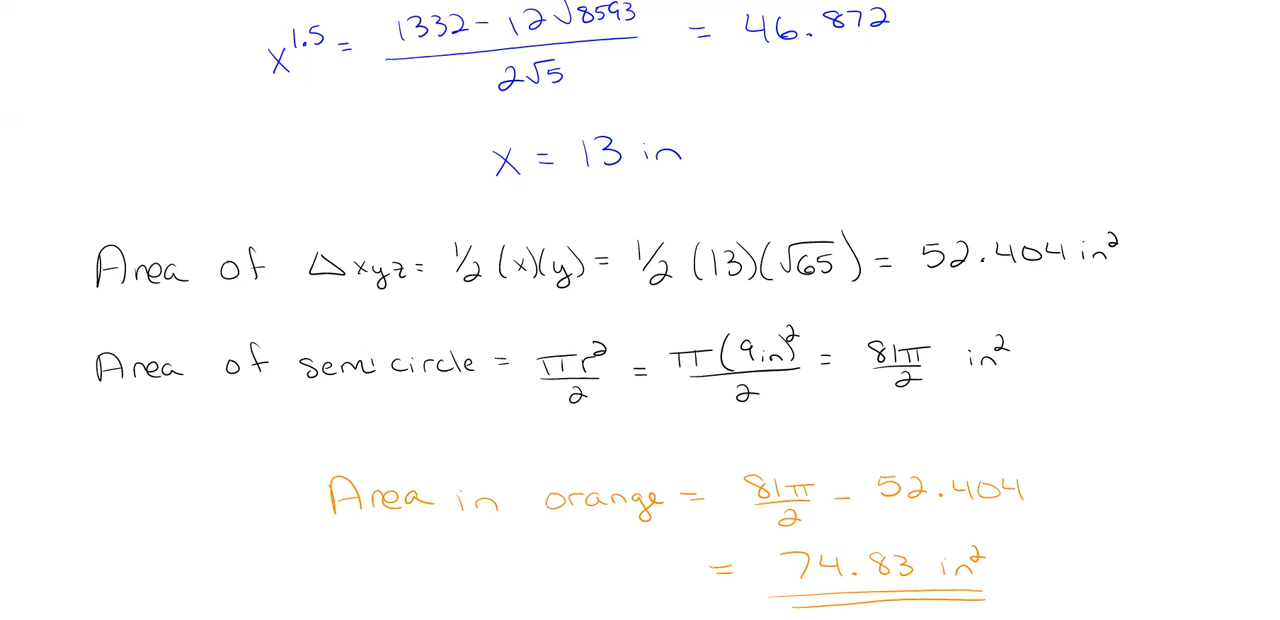 x^1.5 = (1332 - 12√8593)/(2√5) = 46.872
x = 13 in
Area of △xyz = 1/2 (x)(y) = 1/2 (13)(√65) = 52.404 in²
Area of semicircle = πr²/2 = π(9in)²/2 = 81π/2 in²
Area in orange = 81π/2 - 52.404
= 74.83 in²